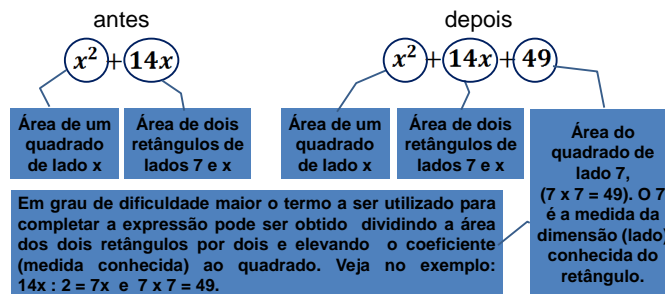 antes
x² + 14x
Área de um
quadrado
de lado x
Área de dois
retângulos de
lados 7 e x
depois
x² + 14x + 49
Área de um
quadrado
de lado x
Área de dois
retângulos de
lados 7 e x
Área do
quadrado de
lado 7,
(7 x 7 = 49). O 7
é a medida da
dimensão (lado)
conhecida do
retângulo.
Em grau de dificuldade maior o termo a ser utilizado para
completar a expressão pode ser obtido dividindo a área
dos dois retângulos por dois e elevando o coeficiente
(medida conhecida) ao quadrado. Veja no exemplo:
14x : 2 = 7x e 7 x 7 = 49.